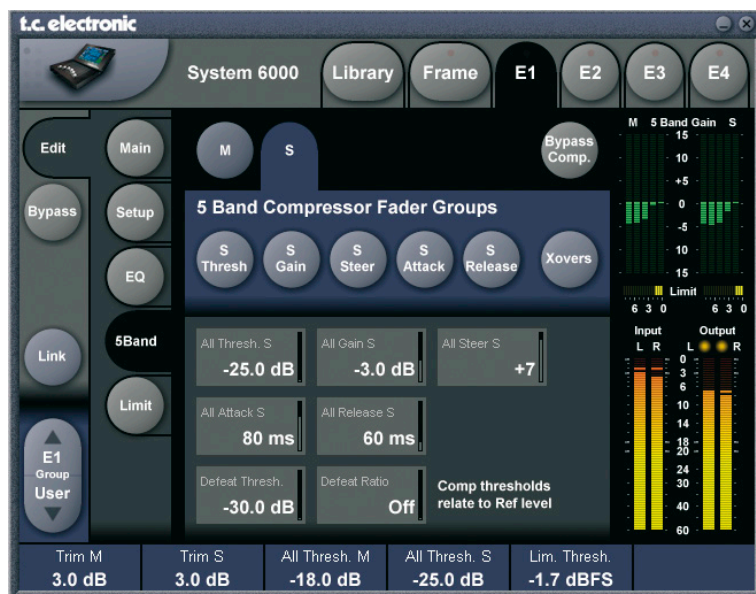 t.c. electronic
System 6000
Library
Frame
E1
E2
E3
E4
Edit
Main
M
S
Bypass
Comp.
M 5 Band Gain S
15
10
+5
+0
-5
10
15
Bypass
Setup
5 Band Compressor Fader Groups
S
Thresh
S
Gain
S
Steer
S
Attack
S
Release
Xovers
EQ
Limit
6 3 0
6 3 0
Link
5Band
All Thresh. S
-25.0 dB
All Gain S
-3.0 dB
All Steer S
+7
Input
Output
L R
L R
0
3
6
10
14
18
20
24
30
40
60
Limit
All Attack S
80 ms
All Release S
60 ms
E1
Group
User
Defeat Thresh.
-30.0 dB
Defeat Ratio
Off
Comp thresholds
relate to Ref level
Trim M
3.0 dB
Trim S
3.0 dB
All Thresh. M
-18.0 dB
All Thresh. S
-25.0 dB
Lim. Thresh.
-1.7 dBFS